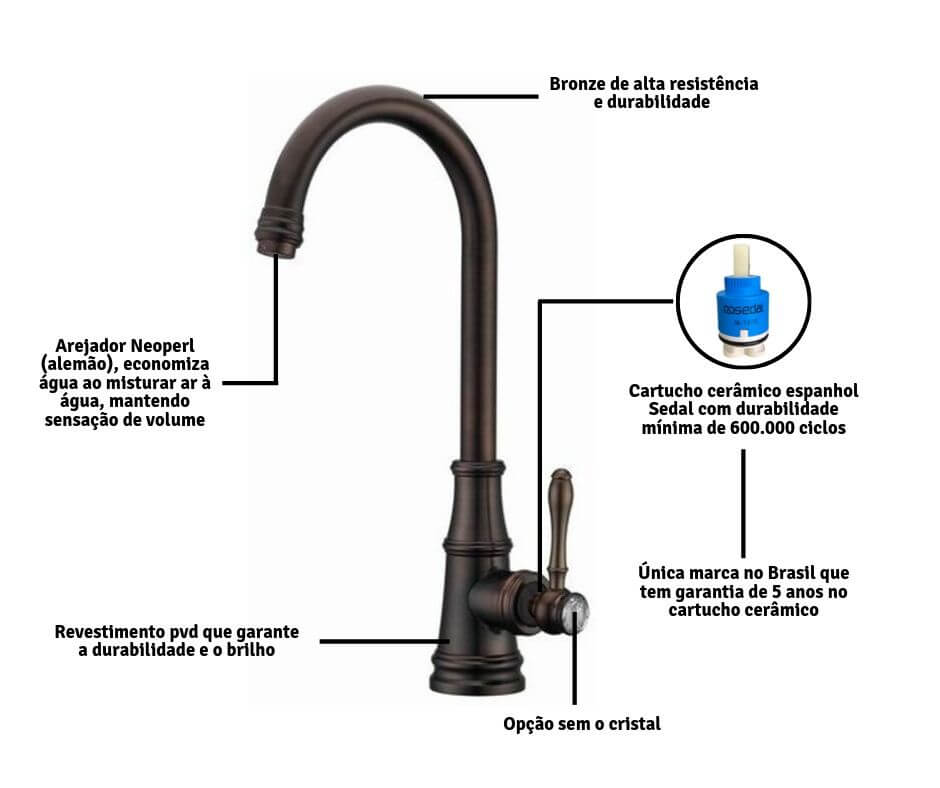 Bronze de alta resistência
e durabilidade
Arejador Neoperl
(alemão), economiza
água ao misturar ar à
água, mantendo
sensação de volume
sedal
Cartucho cerâmico espanhol
Sedal com durabilidade
mínima de 600.000 ciclos
Única marca no Brasil que
tem garantia de 5 anos no
cartucho cerâmico
Revestimento pvd que garante
a durabilidade e o brilho
Opção sem o cristal